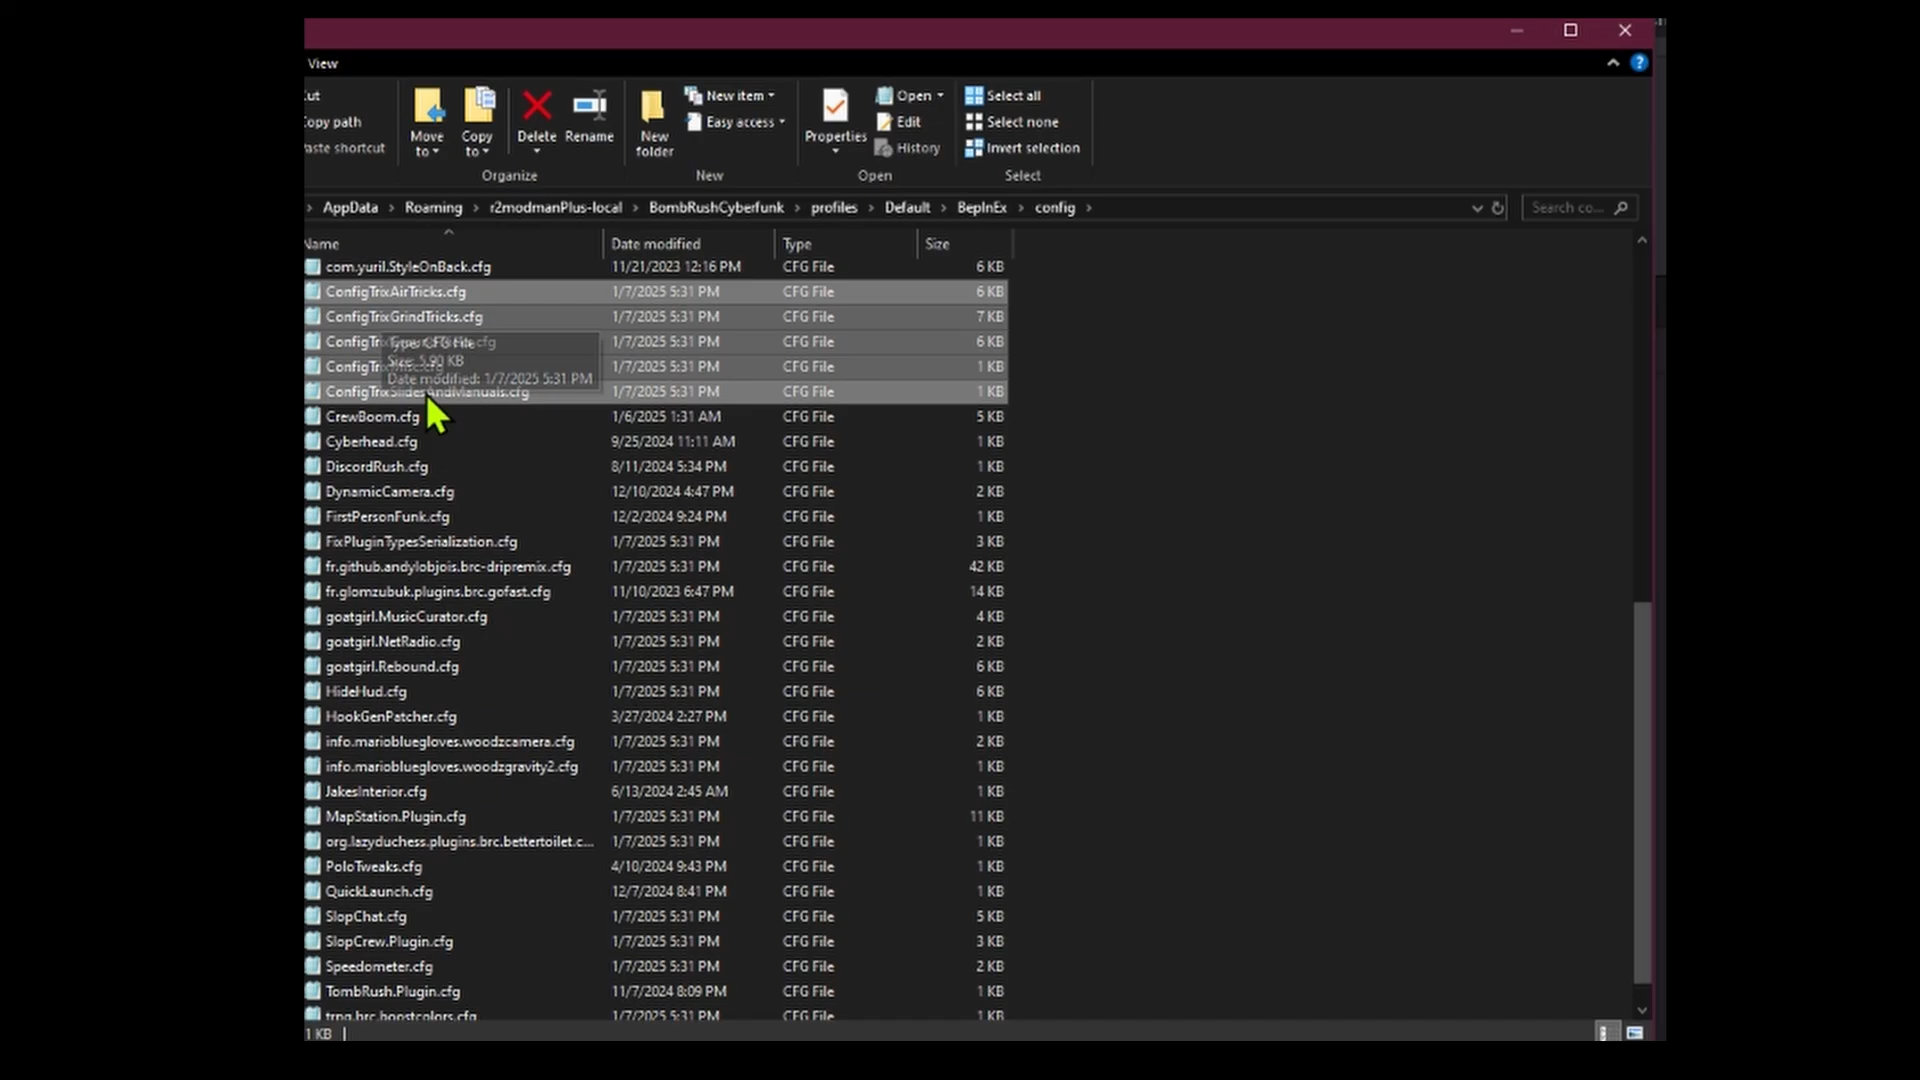 View
Cut
Copy path
Paste shortcut
Move to
Copy to
Delete
Rename
Organize
New folder
New item
Easy access
New
Properties
Open
Edit
History
Open
Select all
Select none
Invert selection
Select
AppData > Roaming > r2modmanPlus-local > BombRushCyberfunk > profiles > Default > BepInEx > config >
Search co...
Name Date modified Type Size
com.yuril.StyleOnBack.cfg 11/21/2023 12:16 PM CFG File 6 KB
ConfigTrixAirTricks.cfg 1/7/2025 5:31 PM CFG File 6 KB
ConfigTrixGrindTricks.cfg 1/7/2025 5:31 PM CFG File 7 KB
1/7/2025 5:31 PM CFG File 6 KB
1/7/2025 5:31 PM CFG File 1 KB
ConfigTrixSlidesAndManuals.cfg 1/7/2025 5:31 PM CFG File 1 KB
Type: CFG File
Size: 5.90 KB
Date modified: 1/7/2025 5:31 PM
CrewBoom.cfg 1/6/2025 1:31 AM CFG File 5 KB
Cyberhead.cfg 9/25/2024 11:11 AM CFG File 1 KB
DiscordRush.cfg 8/11/2024 5:34 PM CFG File 1 KB
DynamicCamera.cfg 12/10/2024 4:47 PM CFG File 2 KB
FirstPersonFunk.cfg 12/2/2024 9:24 PM CFG File 1 KB
FixPluginTypesSerialization.cfg 1/7/2025 5:31 PM CFG File 3 KB
fr.github.andylobjois.brc-dripremix.cfg 1/7/2025 5:31 PM CFG File 42 KB
fr.glomzubuk.plugins.brc.gofast.cfg 11/10/2023 6:47 PM CFG File 14 KB
goatgirl.MusicCurator.cfg 1/7/2025 5:31 PM CFG File 4 KB
goatgirl.NetRadio.cfg 1/7/2025 5:31 PM CFG File 2 KB
goatgirl.Rebound.cfg 1/7/2025 5:31 PM CFG File 6 KB
HideHud.cfg 1/7/2025 5:31 PM CFG File 6 KB
HookGenPatcher.cfg 3/27/2024 2:27 PM CFG File 1 KB
info.mariobluegloves.woodzcamera.cfg 1/7/2025 5:31 PM CFG File 2 KB
info.mariobluegloves.woodzgravity2.cfg 1/7/2025 5:31 PM CFG File 1 KB
JakesInterior.cfg 6/13/2024 2:45 AM CFG File 1 KB
MapStation.Plugin.cfg 1/7/2025 5:31 PM CFG File 11 KB
org.lazyduchess.plugins.brc.bettertoilet.c... 1/7/2025 5:31 PM CFG File 1 KB
PoloTweaks.cfg 4/10/2024 9:43 PM CFG File 1 KB
QuickLaunch.cfg 12/7/2024 8:41 PM CFG File 1 KB
SlopChat.cfg 1/7/2025 5:31 PM CFG File 5 KB
SlopCrew.Plugin.cfg 1/7/2025 5:31 PM CFG File 3 KB
Speedometer.cfg 1/7/2025 5:31 PM CFG File 2 KB
TombRush.Plugin.cfg 11/7/2024 8:09 PM CFG File 1 KB
trpg.brc.boostcolors.cfg 1/7/2025 5:31 PM CFG File 1 KB
1 KB